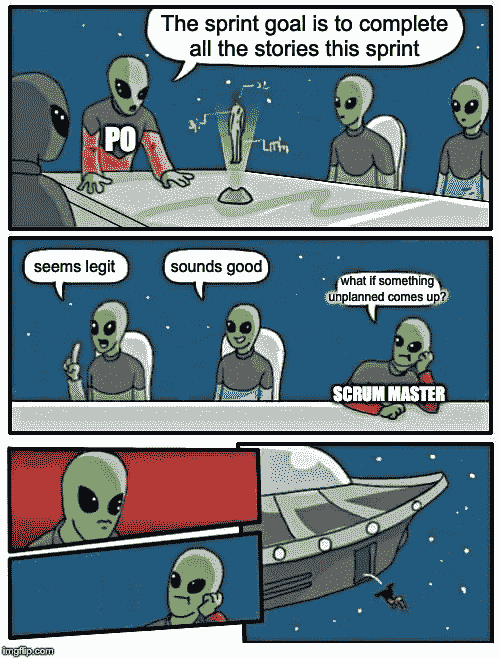 The sprint goal is to complete
all the stories this sprint
PO
seems legit
sounds good
what if something
unplanned comes up?
SCRUM MASTER
imgflip.com